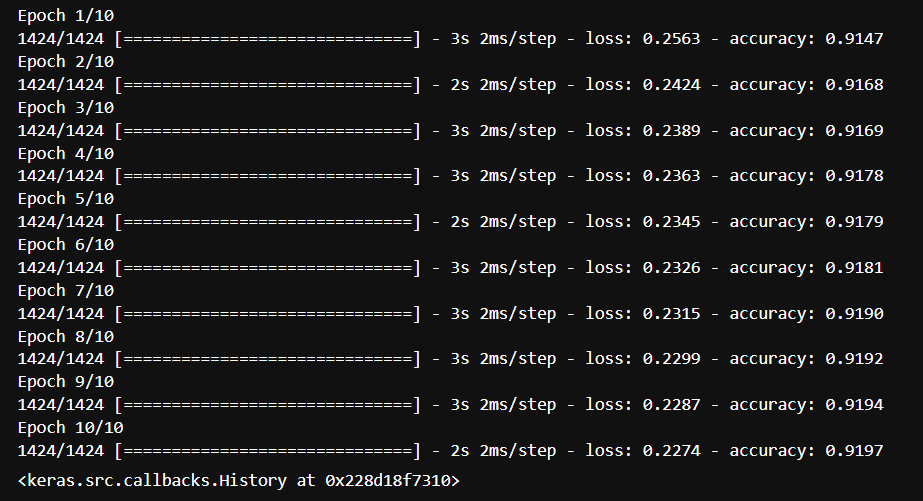 Epoch 1/10
1424/1424 [==============================] - 3s 2ms/step - loss: 0.2563 - accuracy: 0.9147
Epoch 2/10
1424/1424 [==============================] - 2s 2ms/step - loss: 0.2424 - accuracy: 0.9168
Epoch 3/10
1424/1424 [==============================] - 3s 2ms/step - loss: 0.2389 - accuracy: 0.9169
Epoch 4/10
1424/1424 [==============================] - 3s 2ms/step - loss: 0.2363 - accuracy: 0.9178
Epoch 5/10
1424/1424 [==============================] - 2s 2ms/step - loss: 0.2345 - accuracy: 0.9179
Epoch 6/10
1424/1424 [==============================] - 3s 2ms/step - loss: 0.2326 - accuracy: 0.9181
Epoch 7/10
1424/1424 [==============================] - 3s 2ms/step - loss: 0.2315 - accuracy: 0.9190
Epoch 8/10
1424/1424 [==============================] - 3s 2ms/step - loss: 0.2299 - accuracy: 0.9192
Epoch 9/10
1424/1424 [==============================] - 3s 2ms/step - loss: 0.2287 - accuracy: 0.9194
Epoch 10/10
1424/1424 [==============================] - 2s 2ms/step - loss: 0.2274 - accuracy: 0.9197
<keras.src.callbacks.History at 0x228d18f7310>